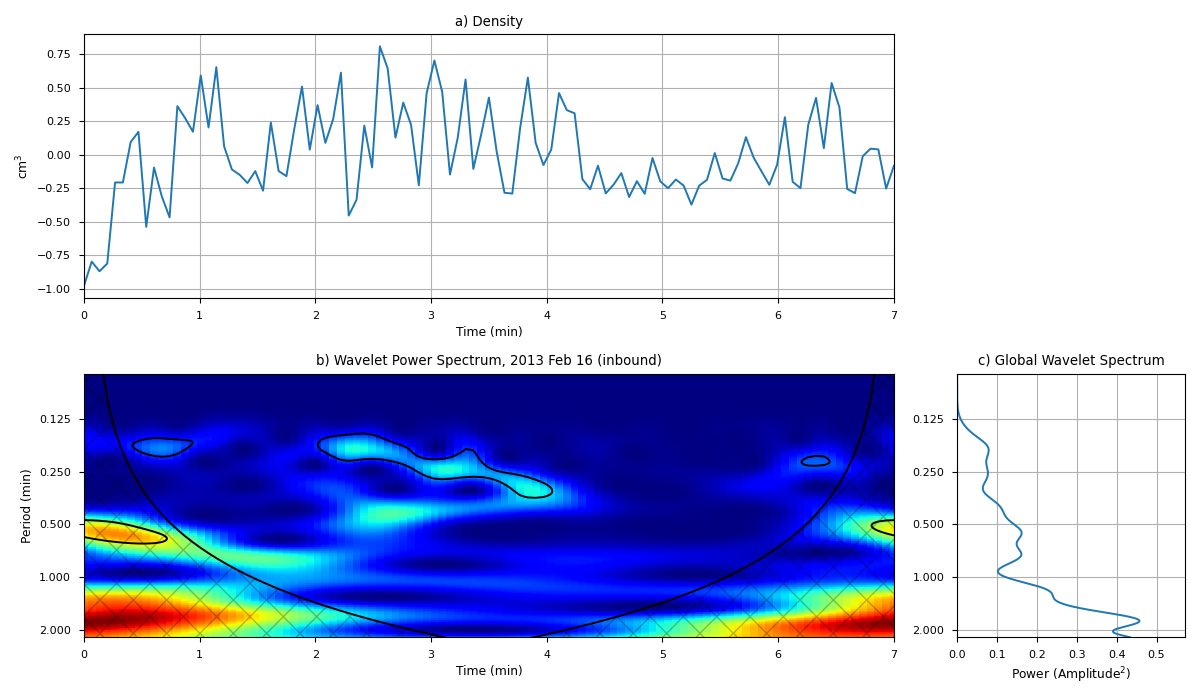 a) Density
0.75
0.50
0.25
0.00
−0.25
−0.50
−0.75
−1.00
cm³
0 1 2 3 4 5 6 7
Time (min)
b) Wavelet Power Spectrum, 2013 Feb 16 (inbound)
0.125
0.250
0.500
1.000
2.000
Period (min)
0 1 2 3 4 5 6 7
Time (min)
c) Global Wavelet Spectrum
0.125
0.250
0.500
1.000
2.000
0.0 0.1 0.2 0.3 0.4 0.5
Power (Amplitude²)